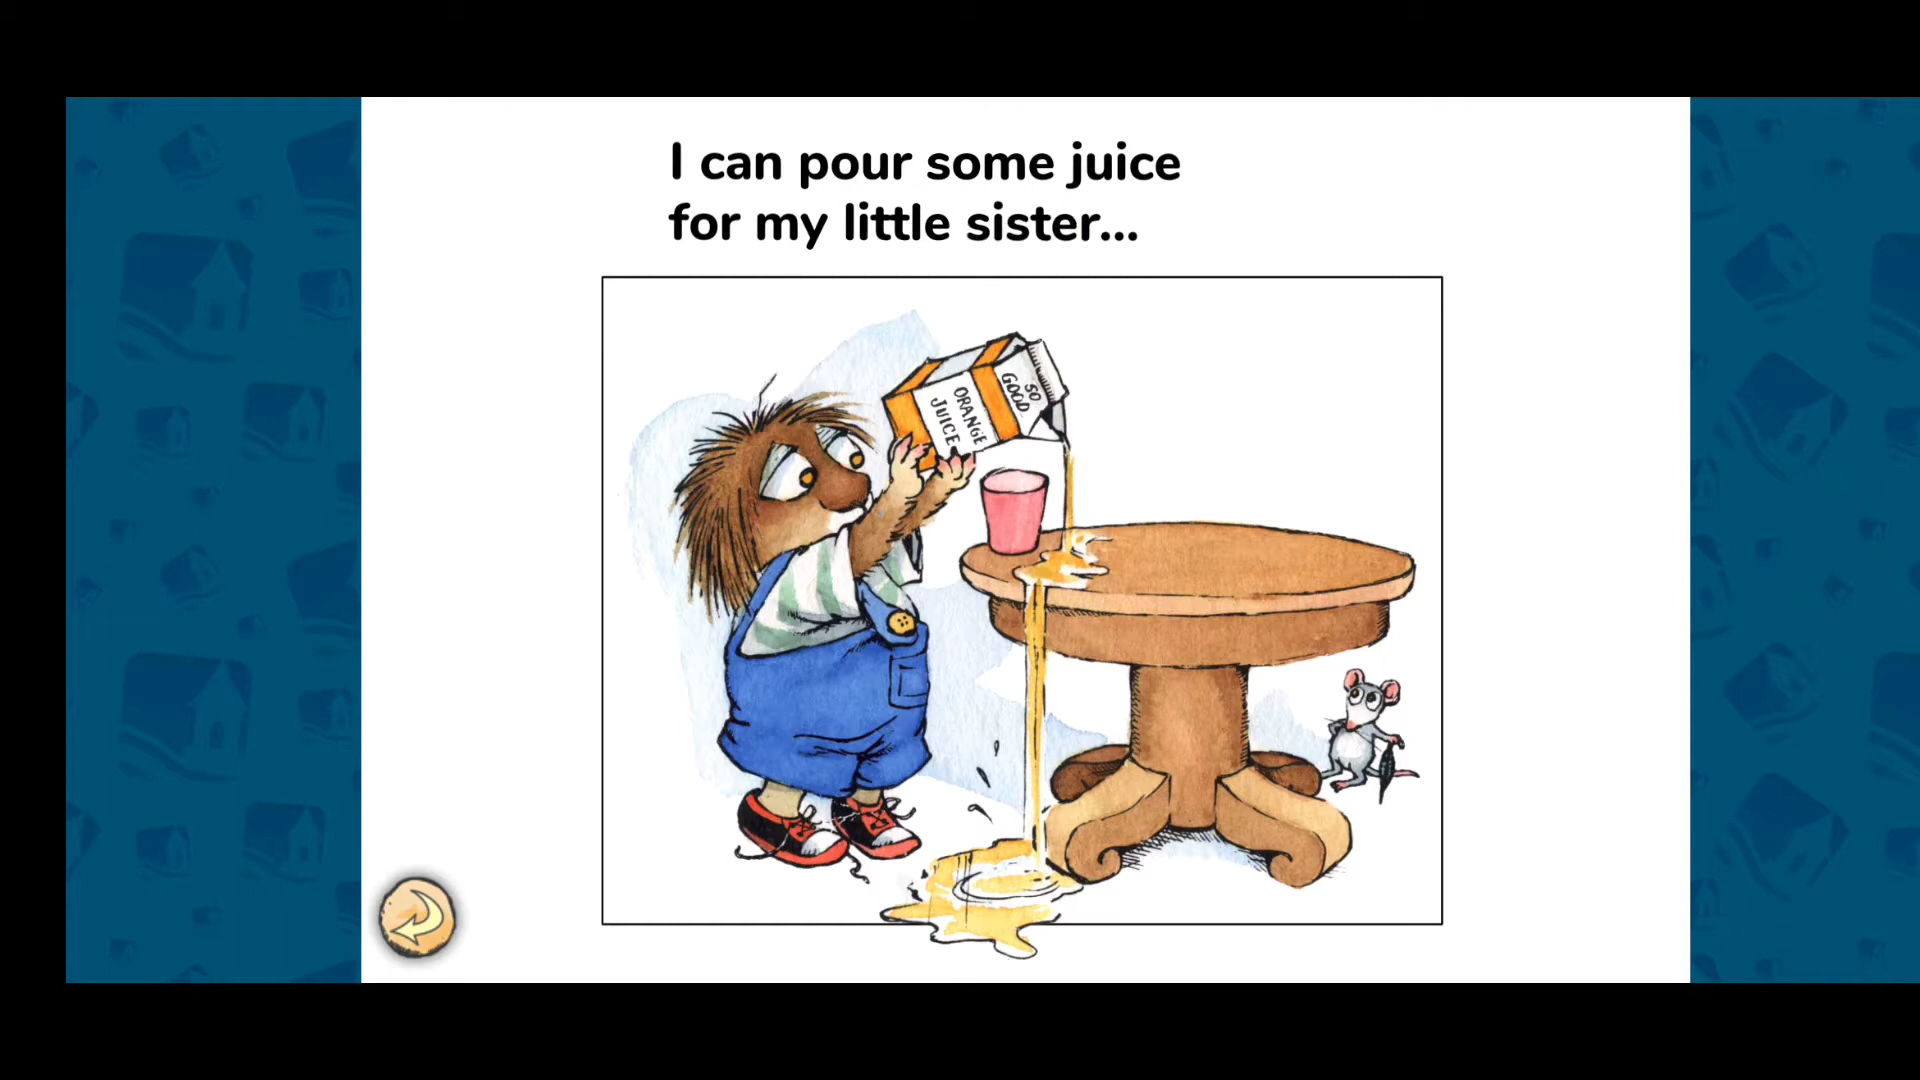 I can pour some juice
for my little sister...
SO
GOOD
ORANGE
JUICE